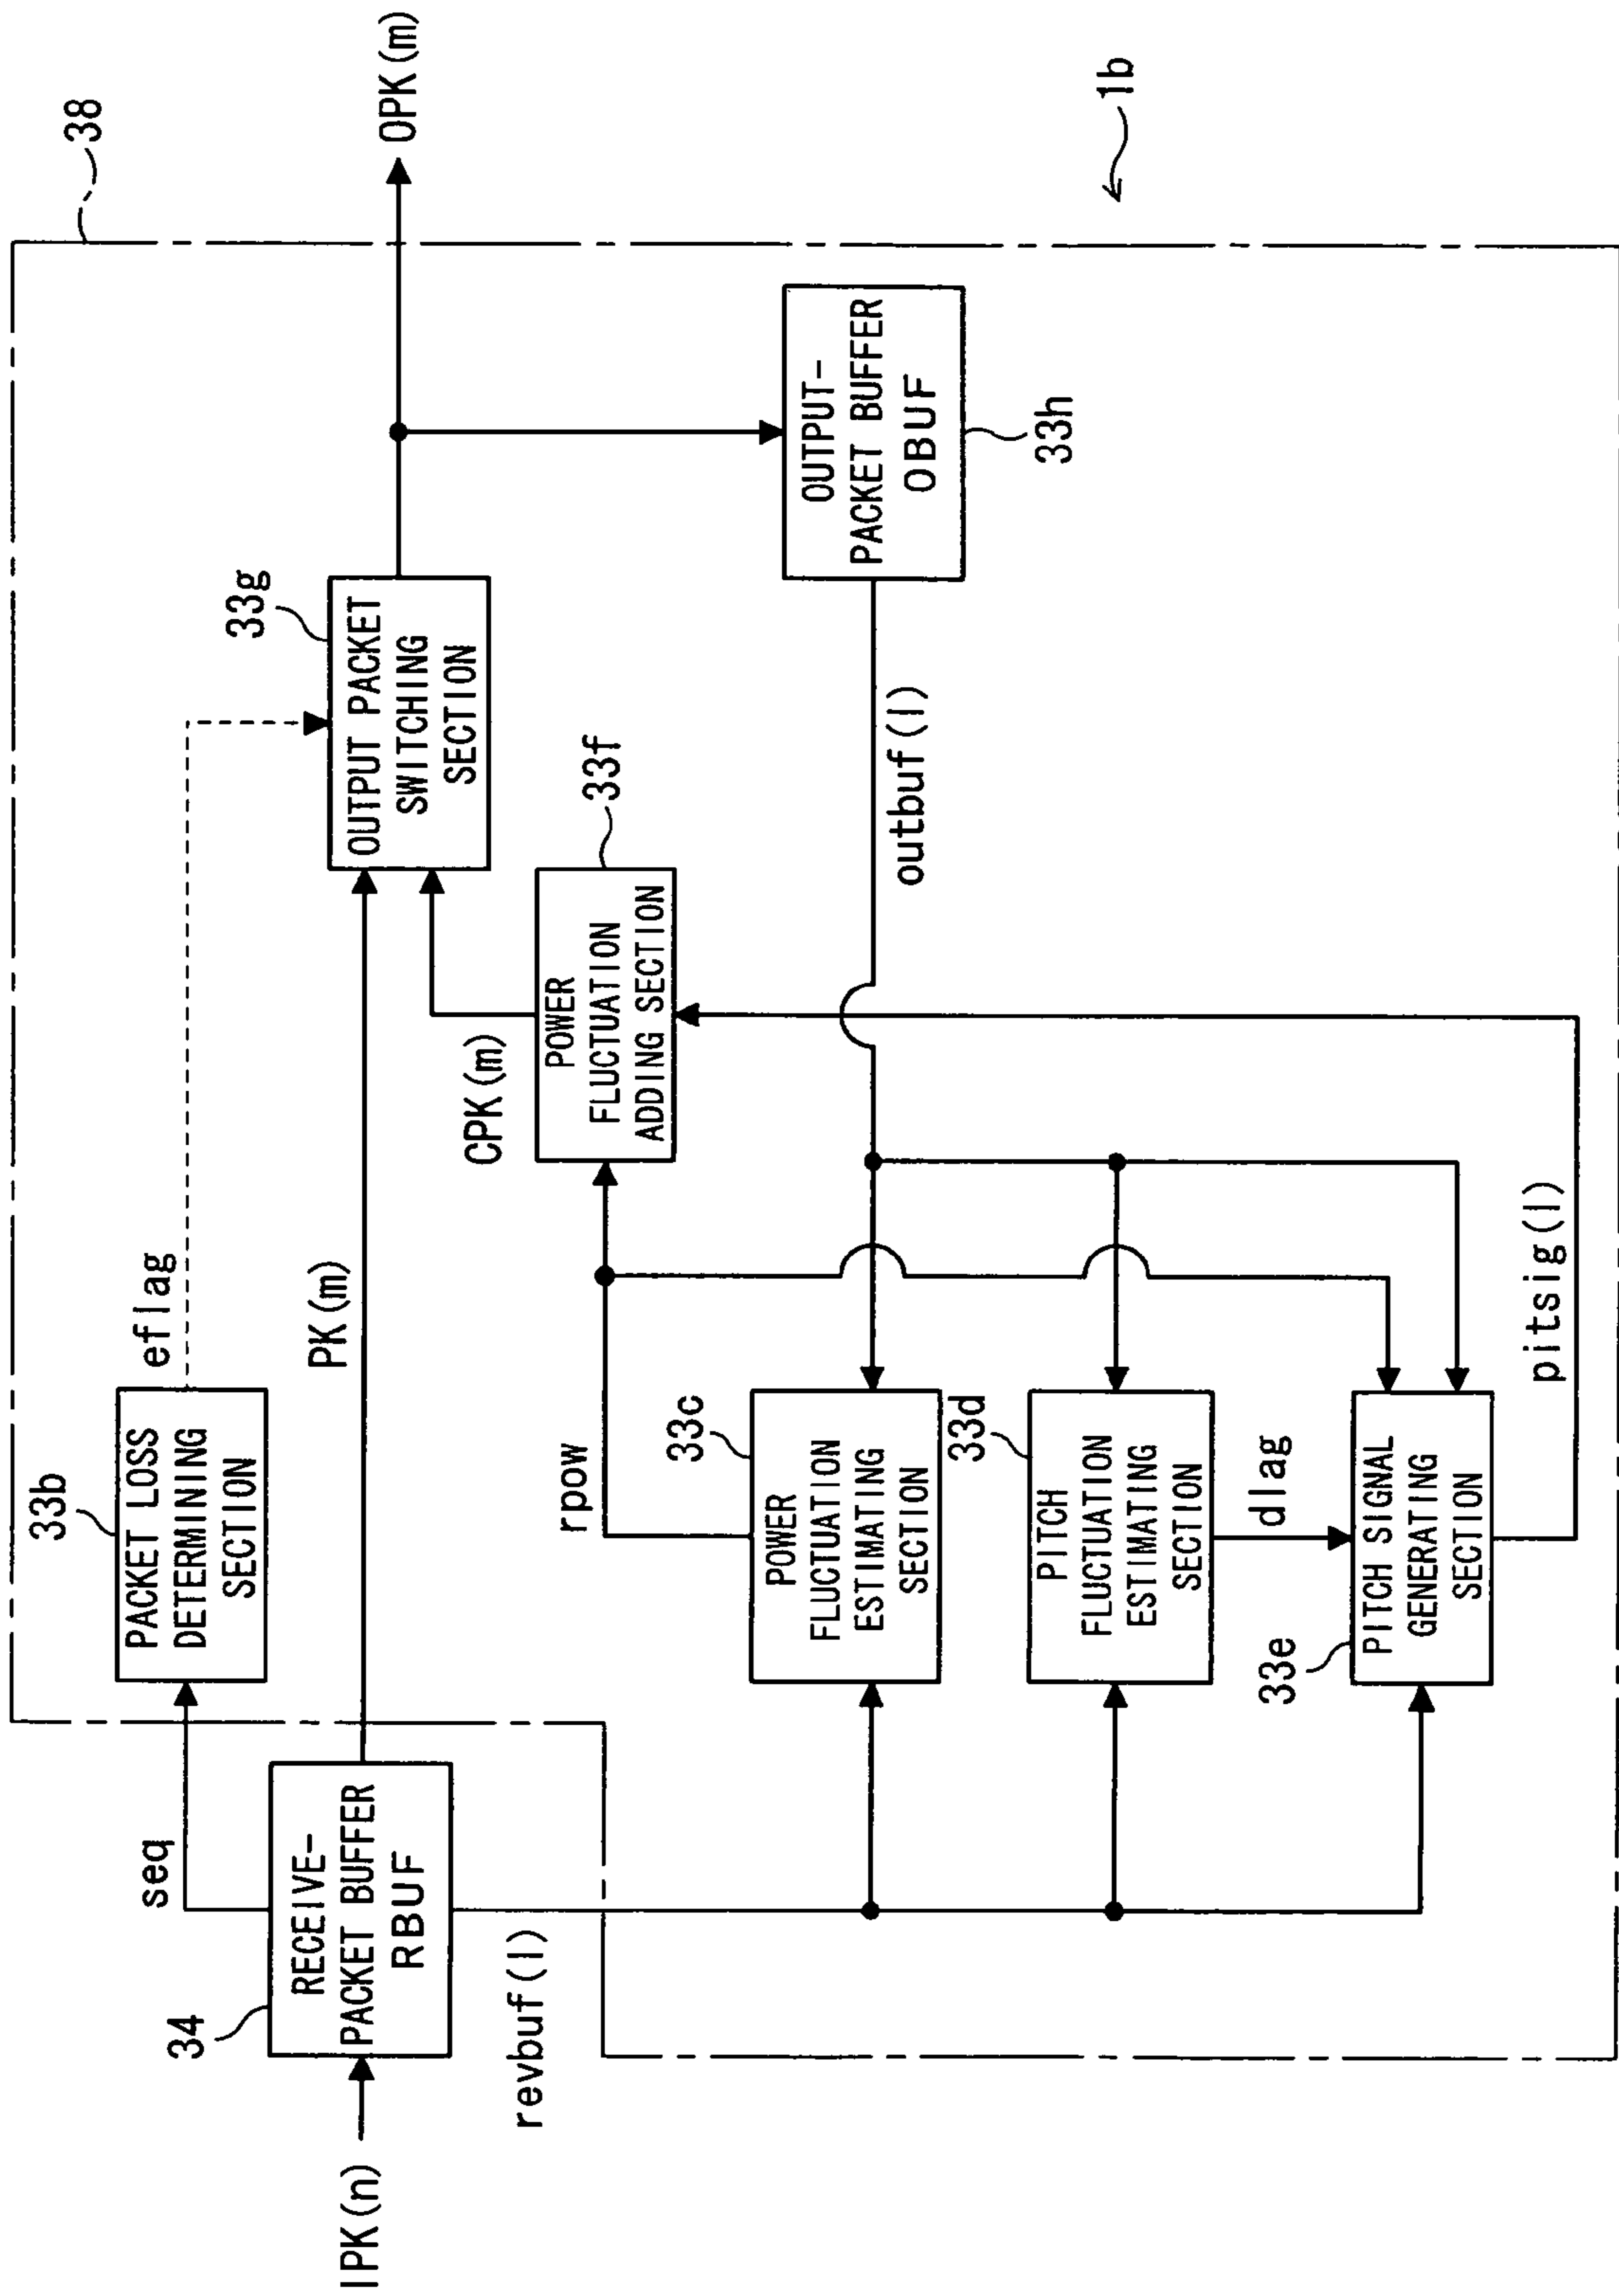 38
33b
PACKET LOSS
DETERMINING
SECTION
eflag
seq
34
RECEIVE-
PACKET BUFFER
RBUF
IPK(n)
PK(m)
33g
OUTPUT PACKET
SWITCHING
SECTION
OPK(m)
revbuf(l)
CPK(m)
33f
POWER
FLUCTUATION
ADDING SECTION
rpow
33c
POWER
FLUCTUATION
ESTIMATING
SECTION
OUTPUT-
PACKET BUFFER
OBUF
33h
outbuf(l)
33d
PITCH
FLUCTUATION
ESTIMATING
SECTION
dlag
33e
PITCH SIGNAL
GENERATING
SECTION
pitsig(l)
1b